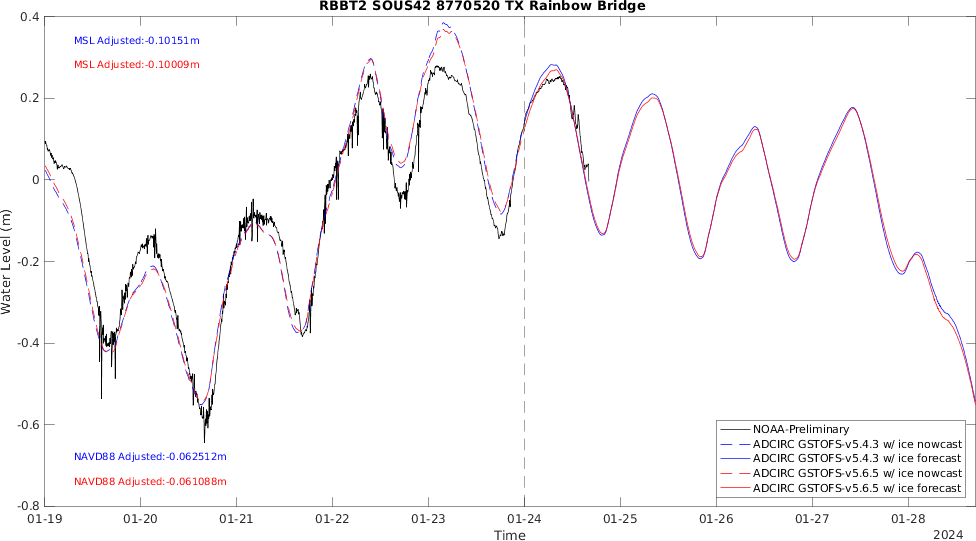 RBBT2 SOUS42 8770520 TX Rainbow Bridge
0.4
MSL Adjusted:-0.10151m
MSL Adjusted:-0.10009m
0.2
0
-0.2
-0.4
-0.6
-0.8
Water Level (m)
NAVD88 Adjusted:-0.062512m
NAVD88 Adjusted:-0.061088m
NOAA-Preliminary
ADCIRC GSTOFS-v5.4.3 w/ ice nowcast
ADCIRC GSTOFS-v5.4.3 w/ ice forecast
ADCIRC GSTOFS-v5.6.5 w/ ice nowcast
ADCIRC GSTOFS-v5.6.5 w/ ice forecast
01-19 01-20 01-21 01-22 01-23 01-24 01-25 01-26 01-27 01-28
Time
2024